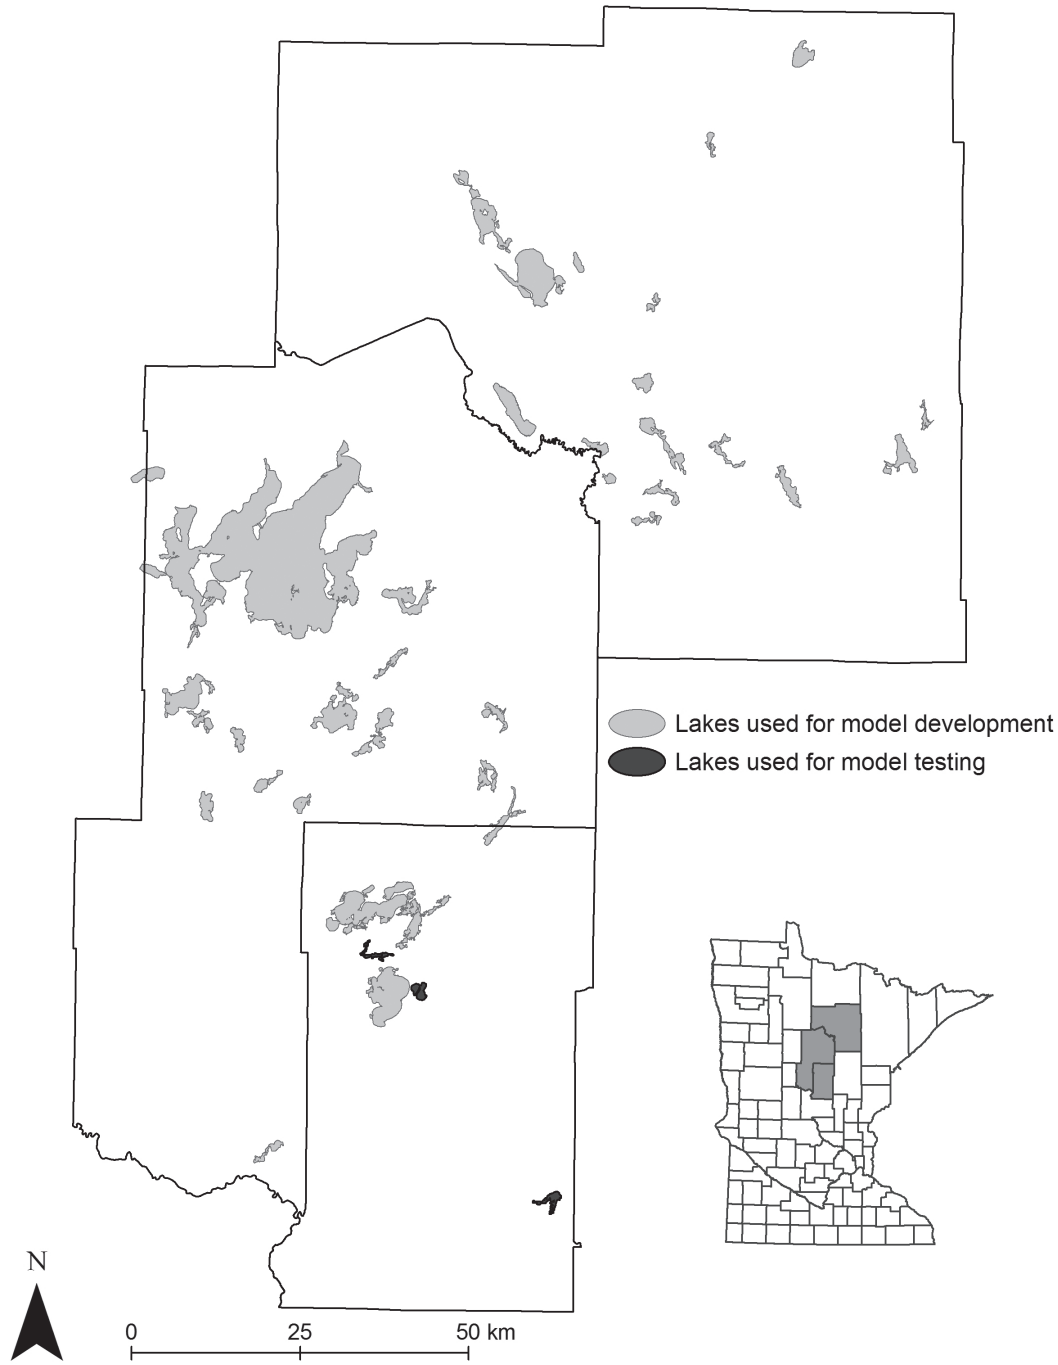 Lakes used for model development
Lakes used for model testing
N
0 25 50 km